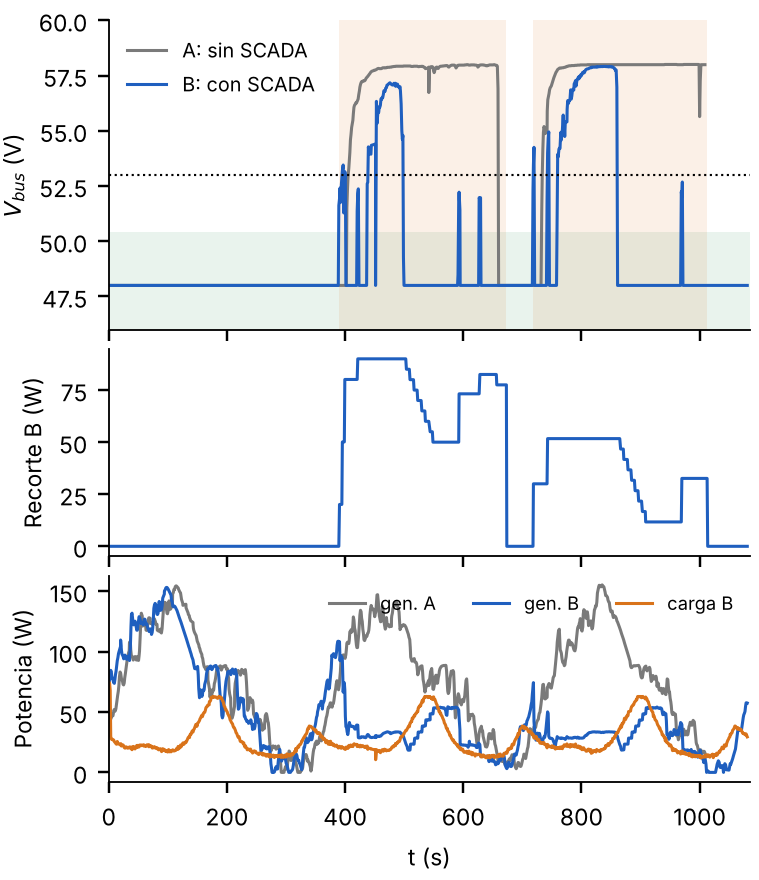 60.0
57.5
55.0
52.5
50.0
47.5
V_bus (V)
A: sin SCADA
B: con SCADA
75
50
25
0
Recorte B (W)
150
100
50
0
Potencia (W)
gen. A
gen. B
carga B
0 200 400 600 800 1000
t (s)